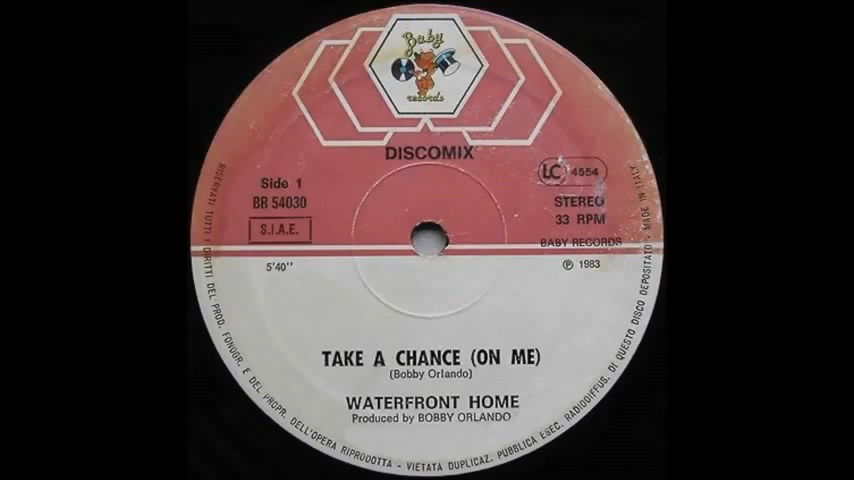 Baby
records
DISCOMIX
Side 1
BR 54030
S.I.A.E.
LC 4554
STEREO
33 RPM
BABY RECORDS
℗ 1983
5'40"
TAKE A CHANCE (ON ME)
(Bobby Orlando)
WATERFRONT HOME
Produced by BOBBY ORLANDO
RISERVATI TUTTI I DIRITTI DEL PROD. FONOGR. E DEL PROPR. DELL'OPERA RIPRODOTTA - VIETATA DUPLICAZ. PUBBLICA ESEC. RADIODIFFUS. DI QUESTO DISCO DEPOSITATO - MADE IN ITALY